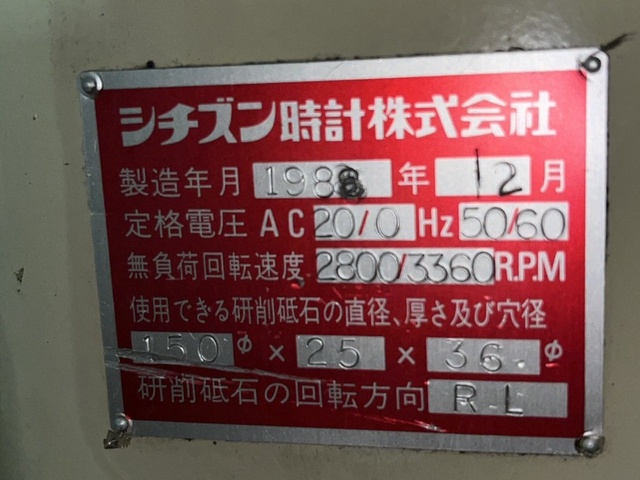 シチズン時計株式会社
製造年月 1988 年 12 月
定格電圧 AC 20/0 Hz 50/60
無負荷回転速度 2800/3360 R.P.M
使用できる研削砥石の直径、厚さ及び穴径
150 φ × 25 × 36 φ
研削砥石の回転方向 R L